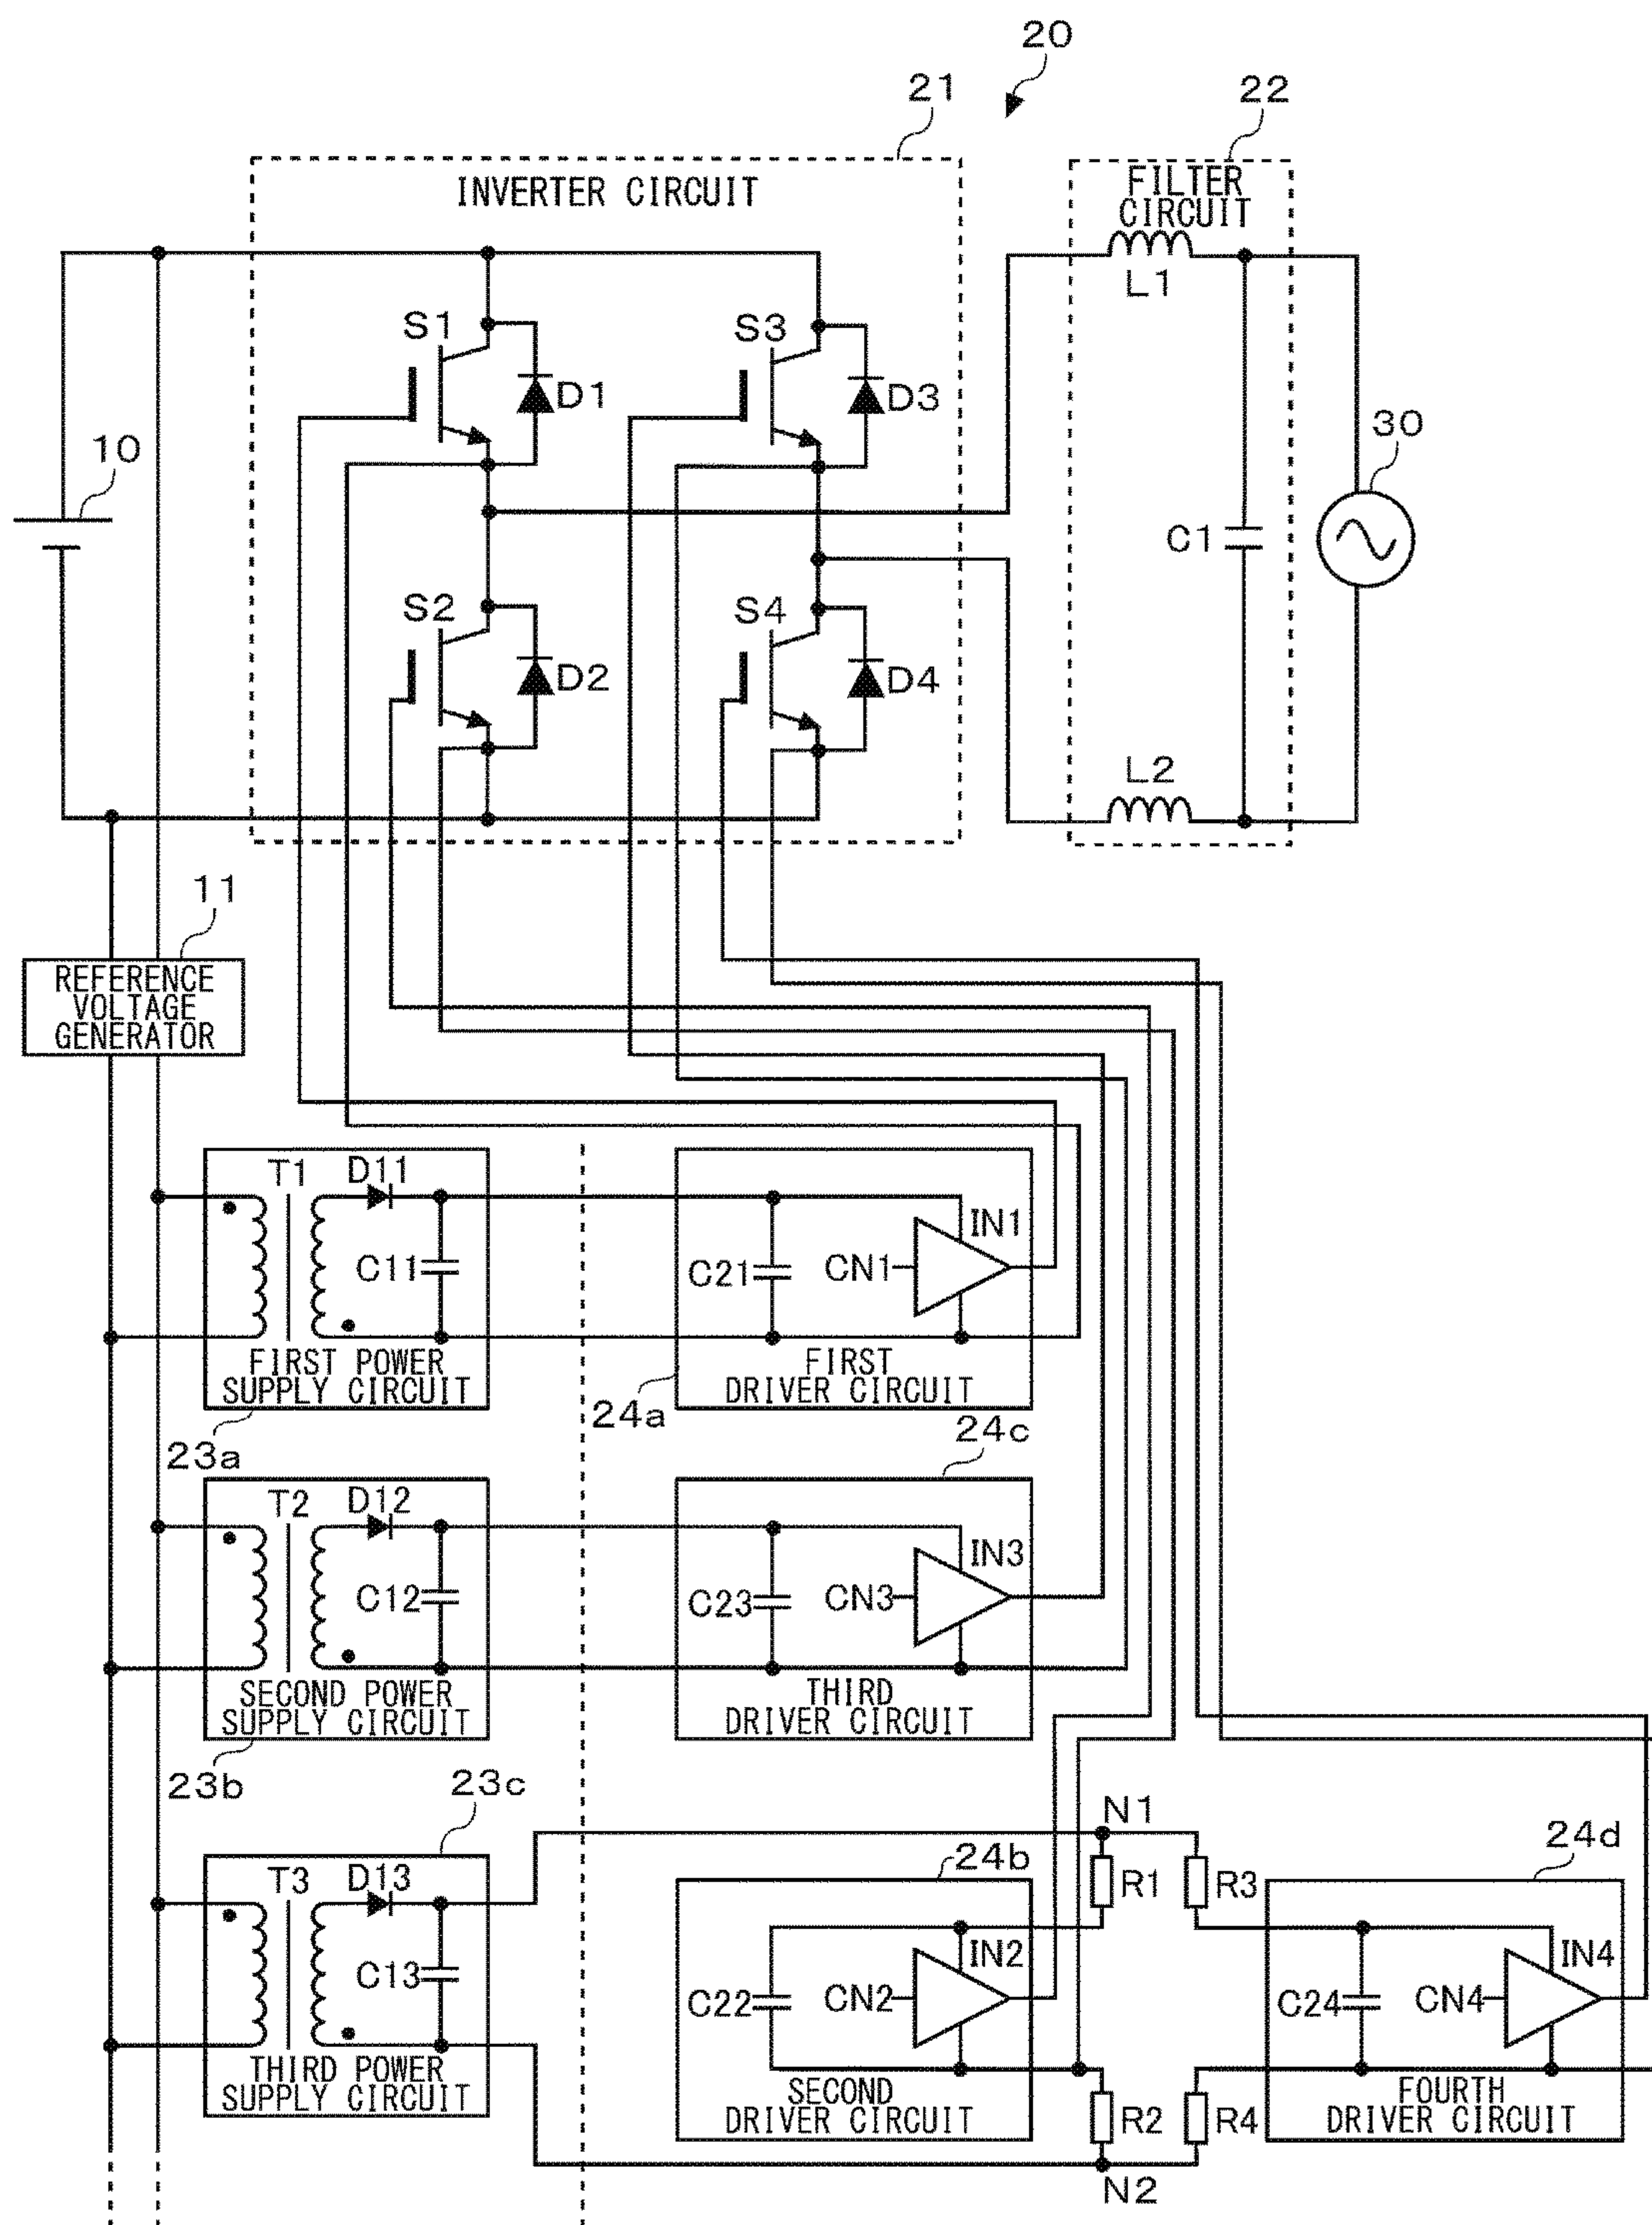 20
21
22
INVERTER CIRCUIT
FILTER
CIRCUIT
L1
S1
S3
D1
D3
10
30
C1
S2
S4
D2
D4
L2
11
REFERENCE
VOLTAGE
GENERATOR
T1
D11
C11
FIRST POWER
SUPPLY CIRCUIT
23a
IN1
C21
CN1
FIRST
DRIVER CIRCUIT
24a
24c
T2
D12
C12
SECOND POWER
SUPPLY CIRCUIT
23b
IN3
C23
CN3
THIRD
DRIVER CIRCUIT
23c
N1
24b
24d
T3
D13
C13
THIRD POWER
SUPPLY CIRCUIT
R1
R3
IN2
C22
CN2
SECOND
DRIVER CIRCUIT
IN4
C24
CN4
FOURTH
DRIVER CIRCUIT
R2
R4
N2